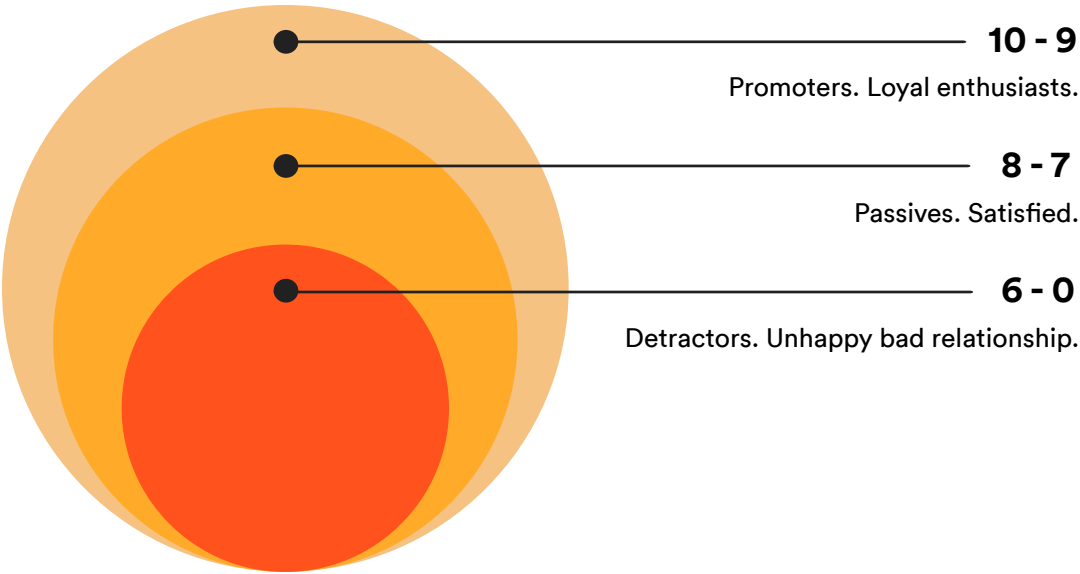 10 - 9
Promoters. Loyal enthusiasts.
8 - 7
Passives. Satisfied.
6 - 0
Detractors. Unhappy bad relationship.